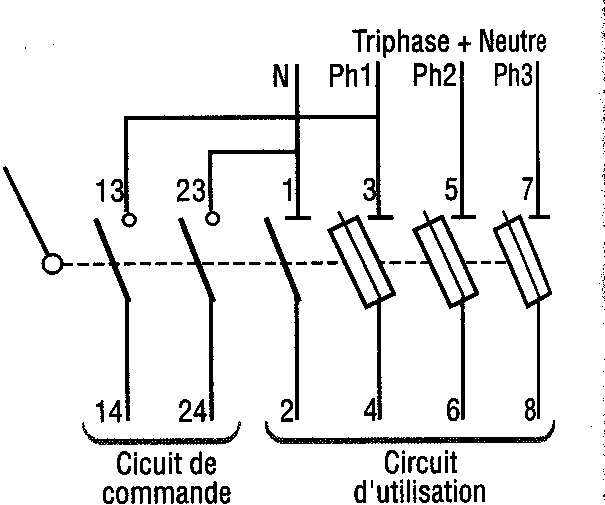 Triphase + Neutre
N Ph1 Ph2 Ph3
13 23 1 3 5 7
14 24 2 4 6 8
Cicuit de Circuit
commande d'utilisation